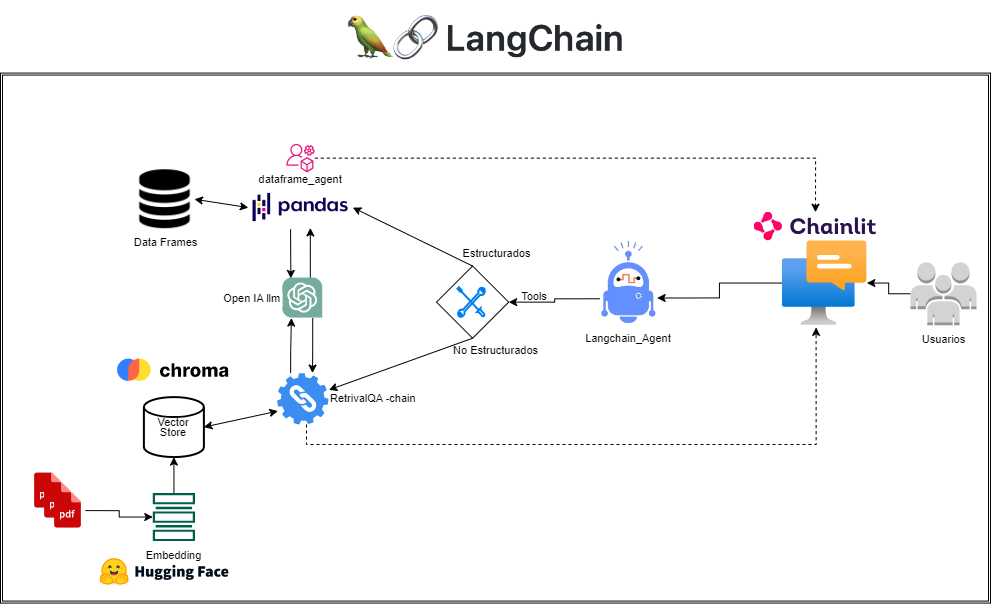 LangChain
dataframe_agent
pandas
Data Frames
Chainlit
Estructurados
Open IA llm
Tools
Langchain_Agent
Usuarios
No Estructurados
chroma
RetrivalQA -chain
Vector
Store
p
p
pdf
Embedding
Hugging Face